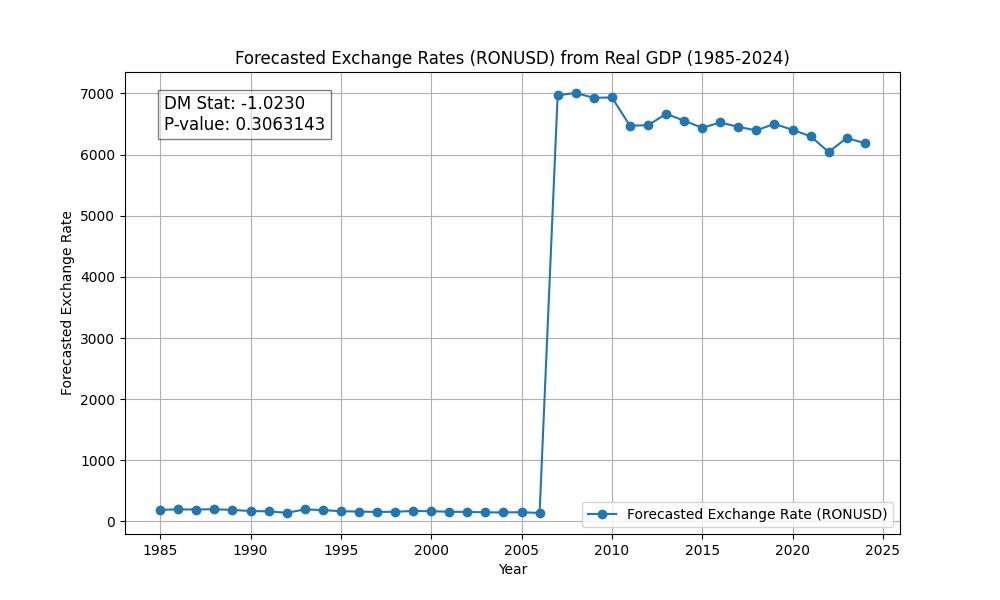 Forecasted Exchange Rates (RONUSD) from Real GDP (1985-2024)
DM Stat: -1.0230
P-value: 0.3063143
Forecasted Exchange Rate
7000
6000
5000
4000
3000
2000
1000
0
Forecasted Exchange Rate (RONUSD)
1985 1990 1995 2000 2005 2010 2015 2020 2025
Year